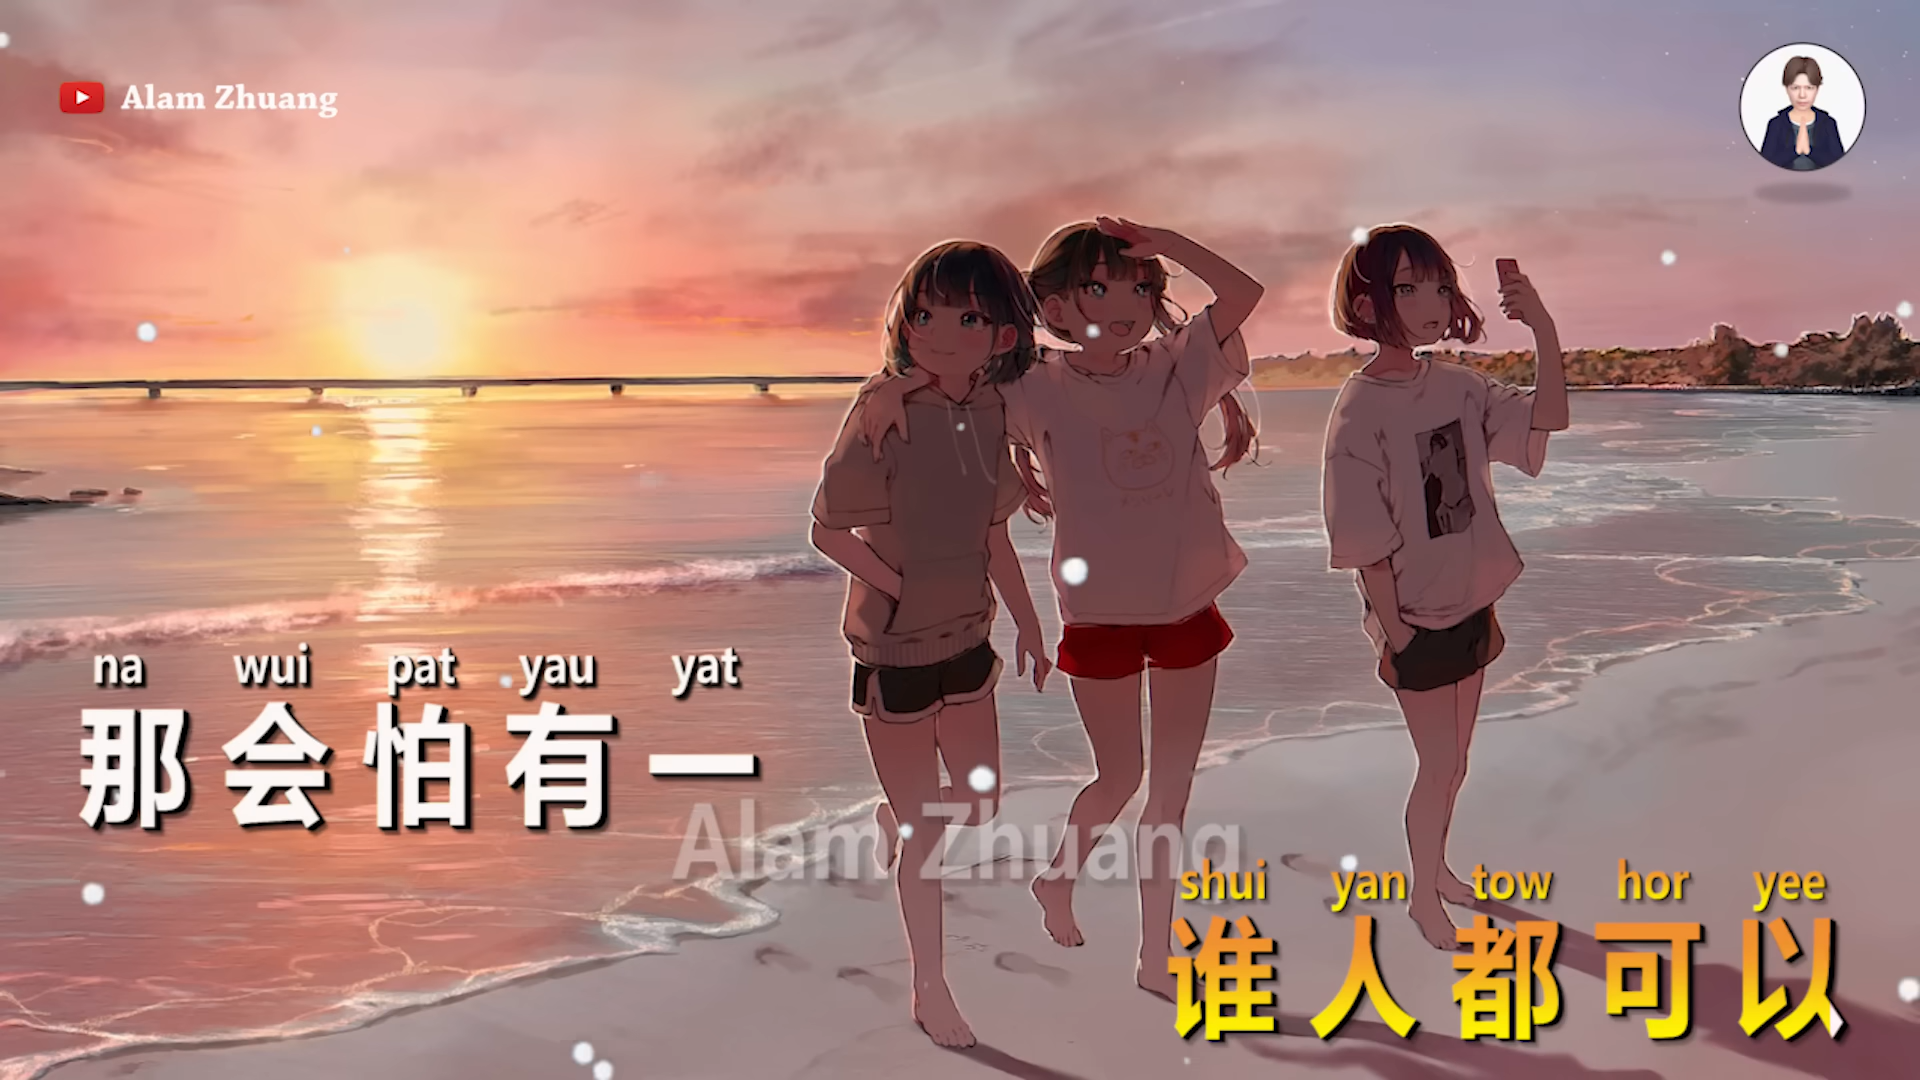 Alam Zhuang
na wui pat yau yat
那会怕有一
Alam Zhuang
shui yan tow hor yee
谁人都可以